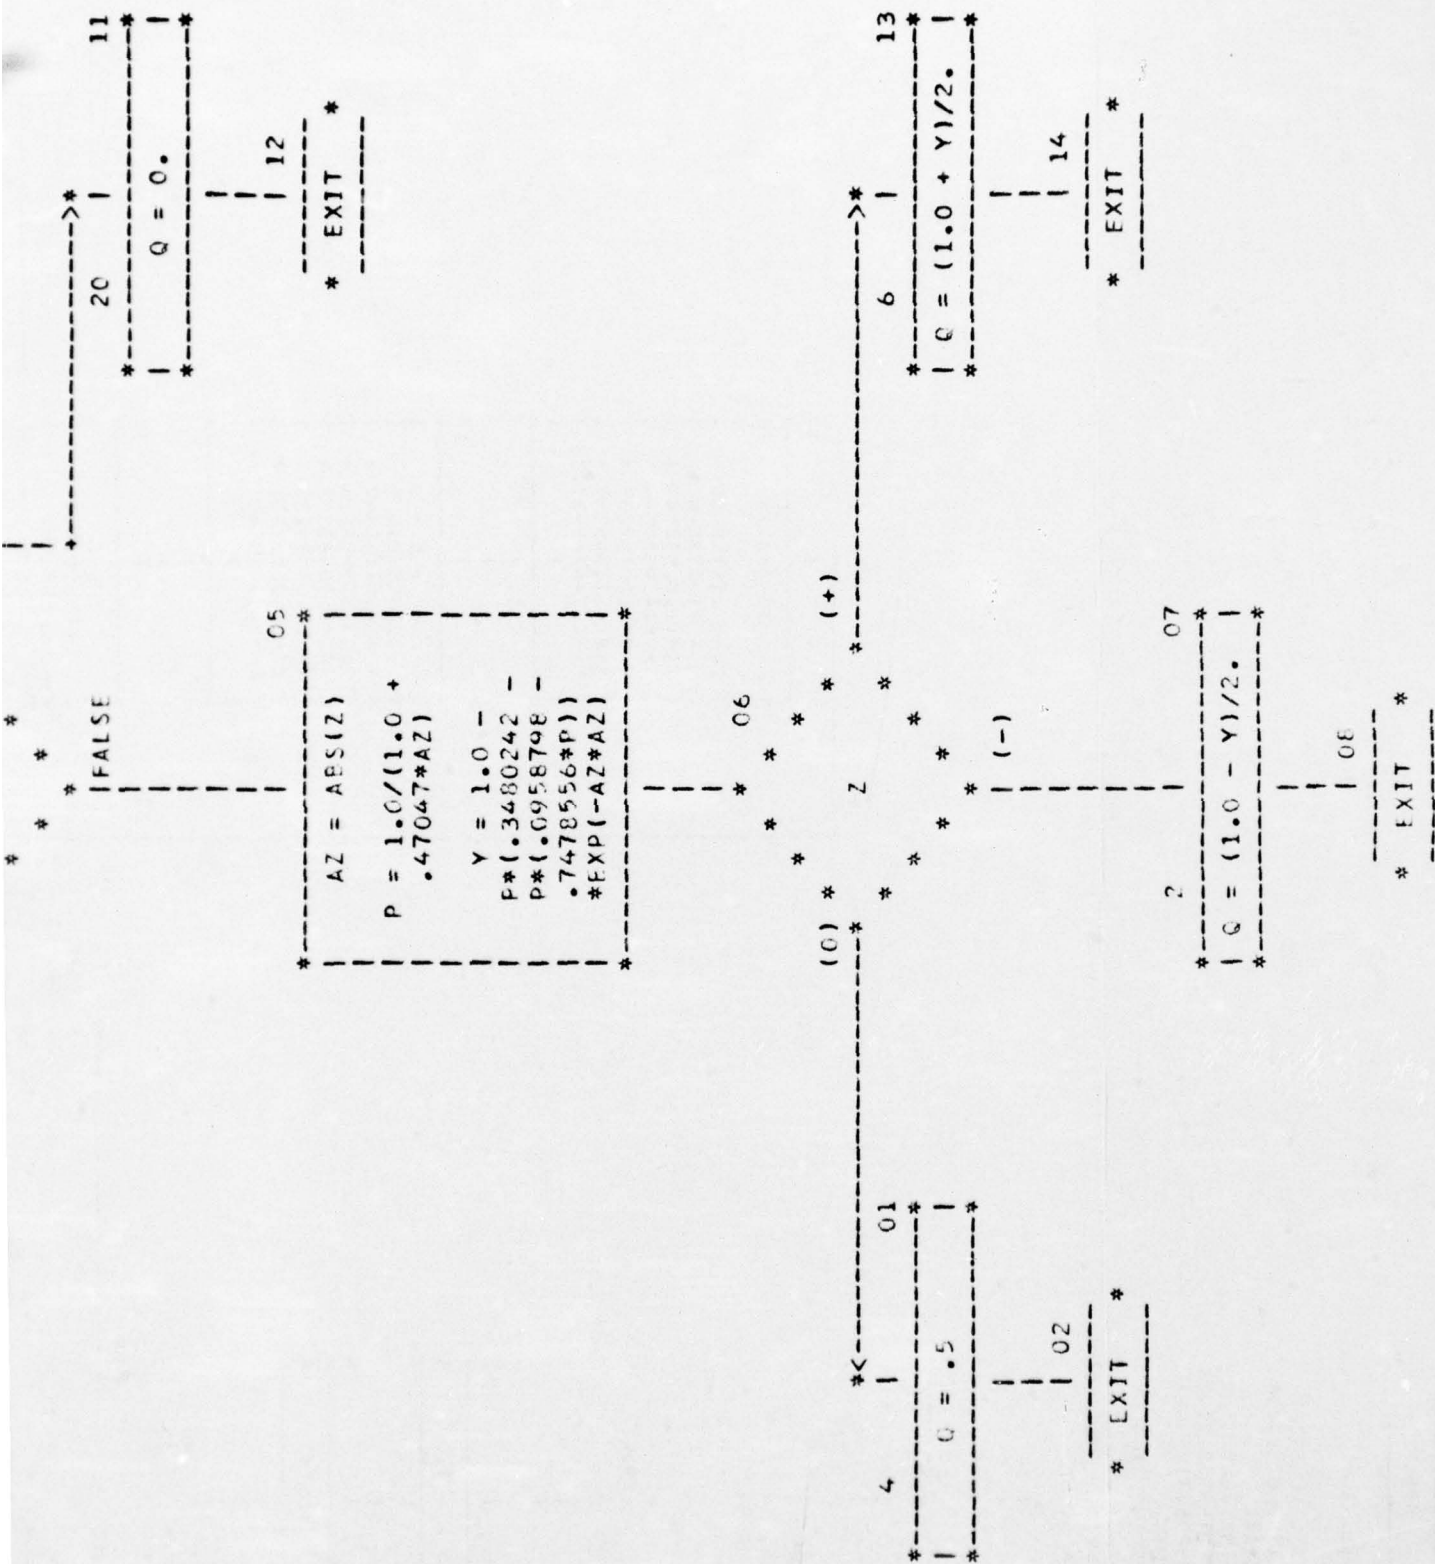 FALSE
20 11
Q = 0.
12
* EXIT *
05
AZ = ABS(Z)
P = 1.0/(1.0 +
.47047*AZ)
Y = 1.0 -
P*(.3480242 -
P*(.0958798 -
.7478556*P))
*EXP(-AZ*AZ)
06
(0) (+)
Z
(-)
4 01
Q = .5
02
* EXIT *
6 13
Q = (1.0 + Y)/2.
14
* EXIT *
2 07
Q = (1.0 - Y)/2.
08
* EXIT *